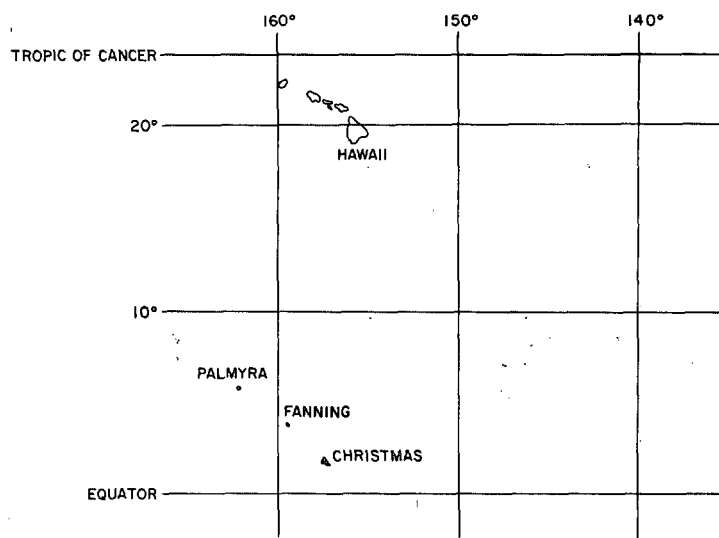 160° 150° 140°
TROPIC OF CANCER
20°
HAWAII
10°
PALMYRA
FANNING
CHRISTMAS
EQUATOR